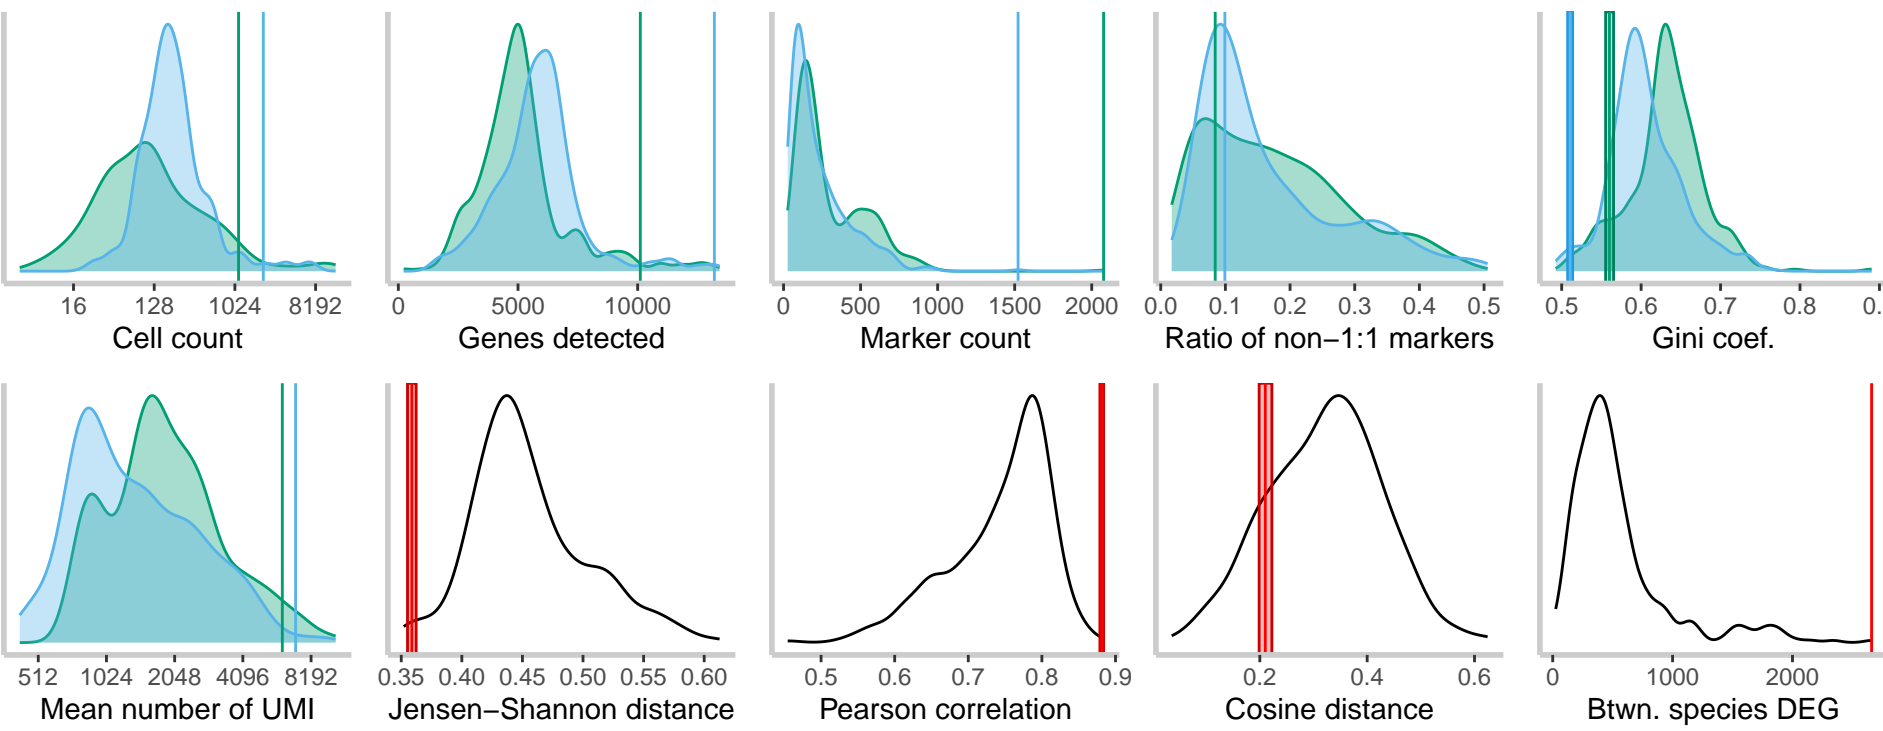 16 128 1024 8192
Cell count
0 5000 10000
Genes detected
0 500 1000 1500 2000
Marker count
0.0 0.1 0.2 0.3 0.4 0.5
Ratio of non−1:1 markers
0.5 0.6 0.7 0.8 0.
Gini coef.
512 1024 2048 4096 8192
Mean number of UMI
0.35 0.40 0.45 0.50 0.55 0.60
Jensen−Shannon distance
0.5 0.6 0.7 0.8 0.9
Pearson correlation
0.2 0.4 0.6
Cosine distance
0 1000 2000
Btwn. species DEG